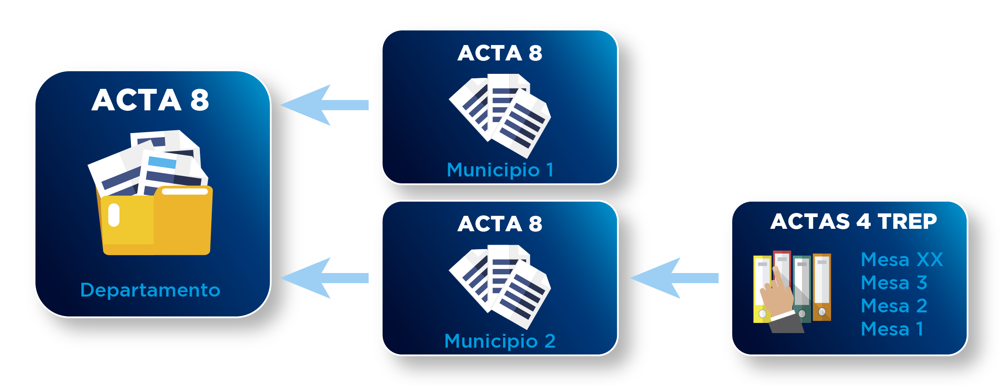 ACTA 8
Departamento
ACTA 8
Municipio 1
ACTA 8
Municipio 2
ACTAS 4 TREP
Mesa XX
Mesa 3
Mesa 2
Mesa 1